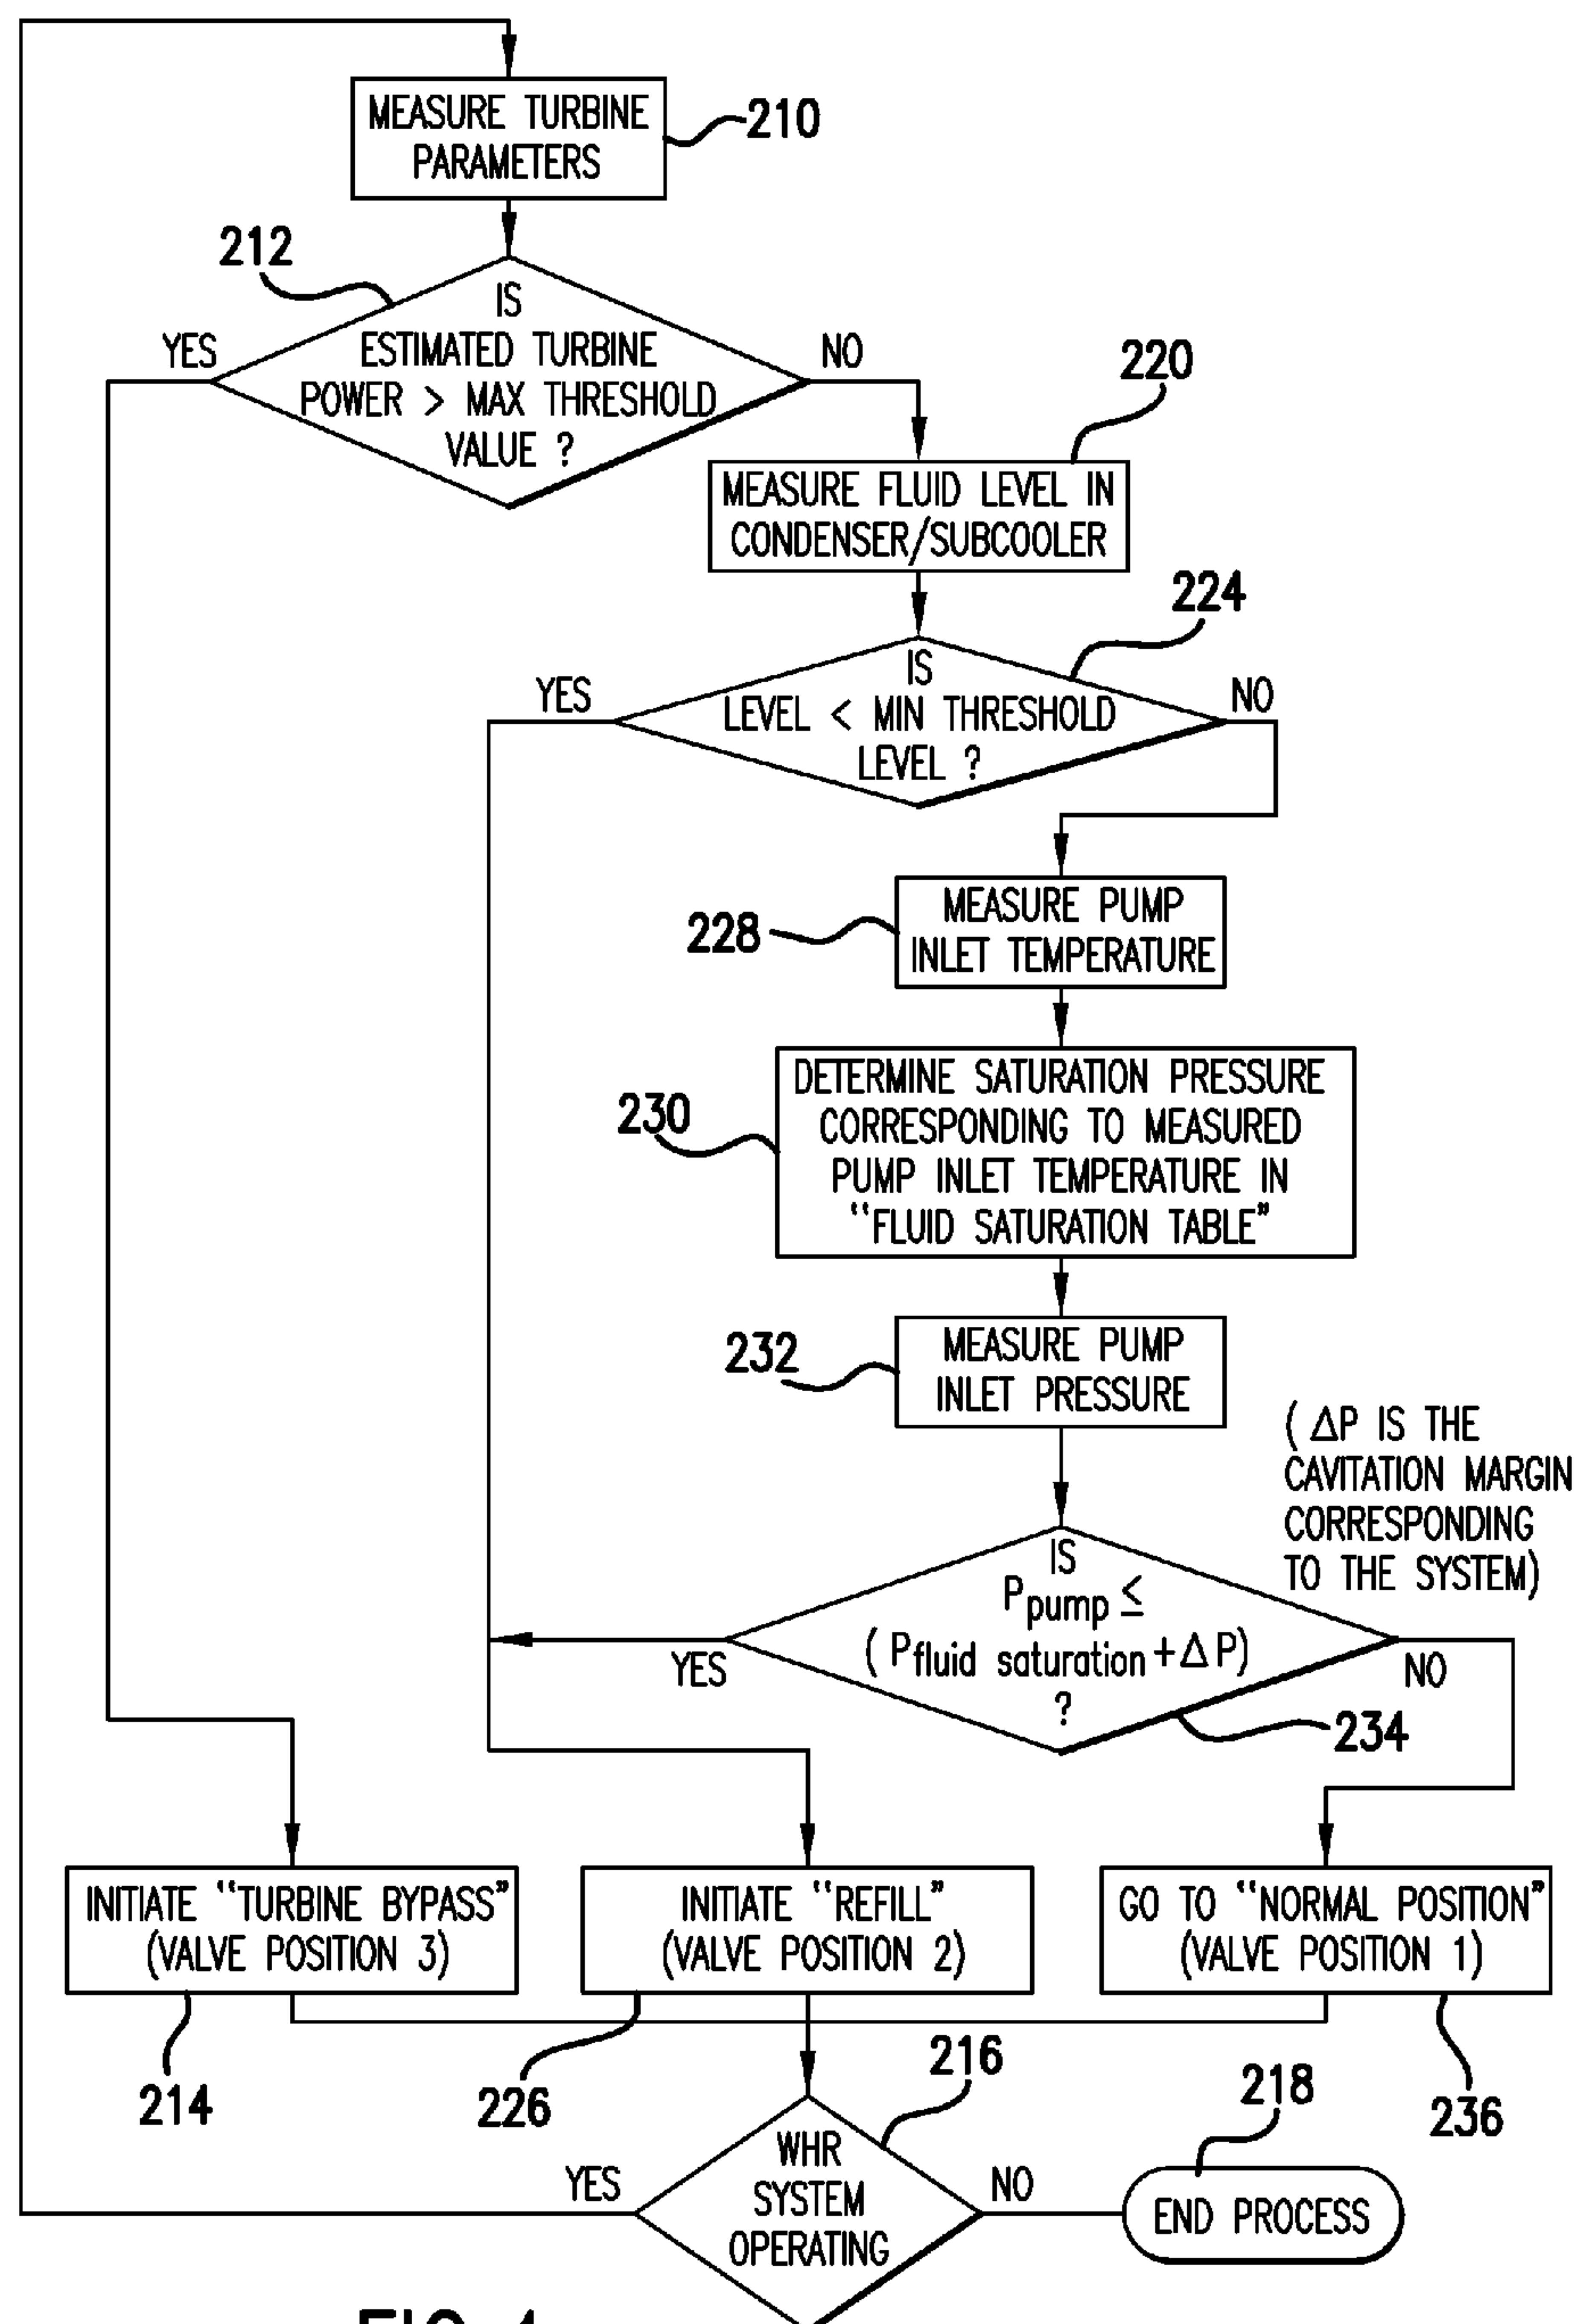 MEASURE TURBINE
PARAMETERS
210
212
IS
ESTIMATED TURBINE
POWER > MAX THRESHOLD
VALUE ?
YES
NO
220
MEASURE FLUID LEVEL IN
CONDENSER/SUBCOOLER
224
IS
LEVEL < MIN THRESHOLD
LEVEL ?
YES
NO
228
MEASURE PUMP
INLET TEMPERATURE
230
DETERMINE SATURATION PRESSURE
CORRESPONDING TO MEASURED
PUMP INLET TEMPERATURE IN
“FLUID SATURATION TABLE”
232
MEASURE PUMP
INLET PRESSURE
( ΔP IS THE
CAVITATION MARGIN
CORRESPONDING
TO THE SYSTEM)
IS
Ppump ≤
( Pfluid saturation + Δ P)
?
YES
NO
234
INITIATE “TURBINE BYPASS”
(VALVE POSITION 3)
INITIATE “REFILL”
(VALVE POSITION 2)
GO TO “NORMAL POSITION”
(VALVE POSITION 1)
214
226
216
218
236
WHR
SYSTEM
OPERATING
YES
NO
END PROCESS